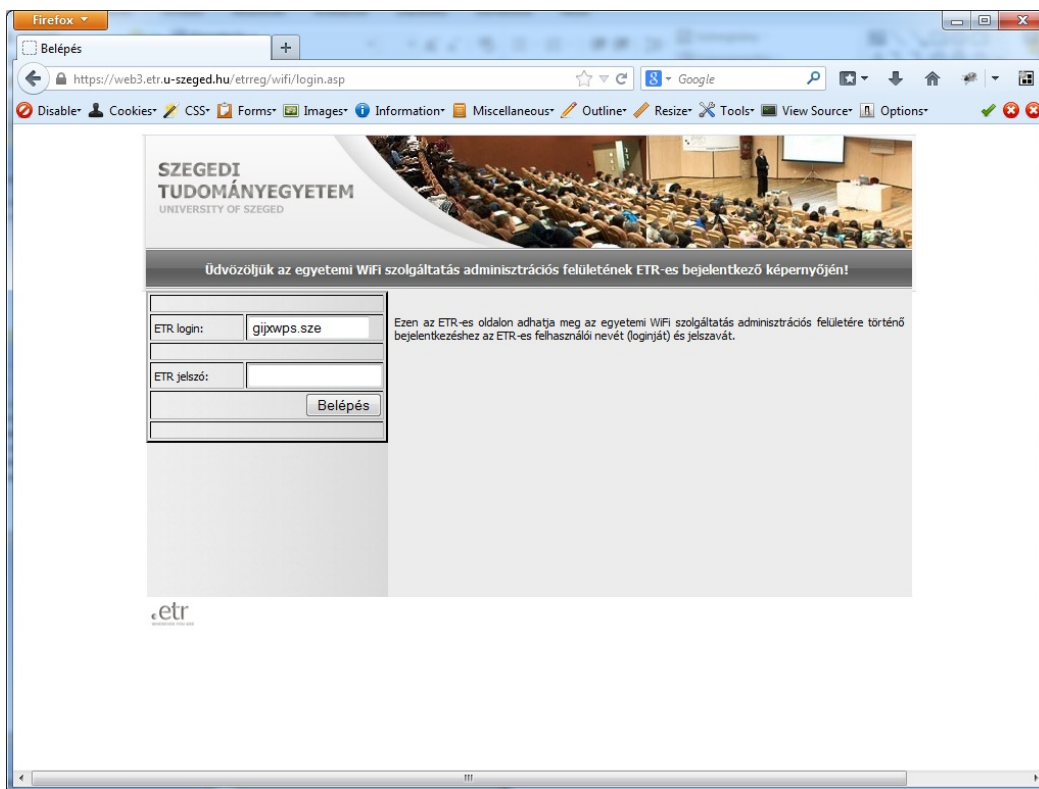 Firefox
Belépés
https://web3.etr.u-szeged.hu/etrreg/wifi/login.asp
Google
Disable Cookies CSS Forms Images Information Miscellaneous Outline Resize Tools View Source Options
SZEGEDI
TUDOMÁNYEGYETEM
UNIVERSITY OF SZEGED
Üdvözöljük az egyetemi WiFi szolgáltatás adminisztrációs felületének ETR-es bejelentkező képernyőjén!
ETR login: gijxwps.sze
ETR jelszó:
Belépés
Ezen az ETR-es oldalon adhatja meg az egyetemi WiFi szolgáltatás adminisztrációs felületére történő
bejelentkezéshez az ETR-es felhasználói nevét (loginját) és jelszavát.
etr